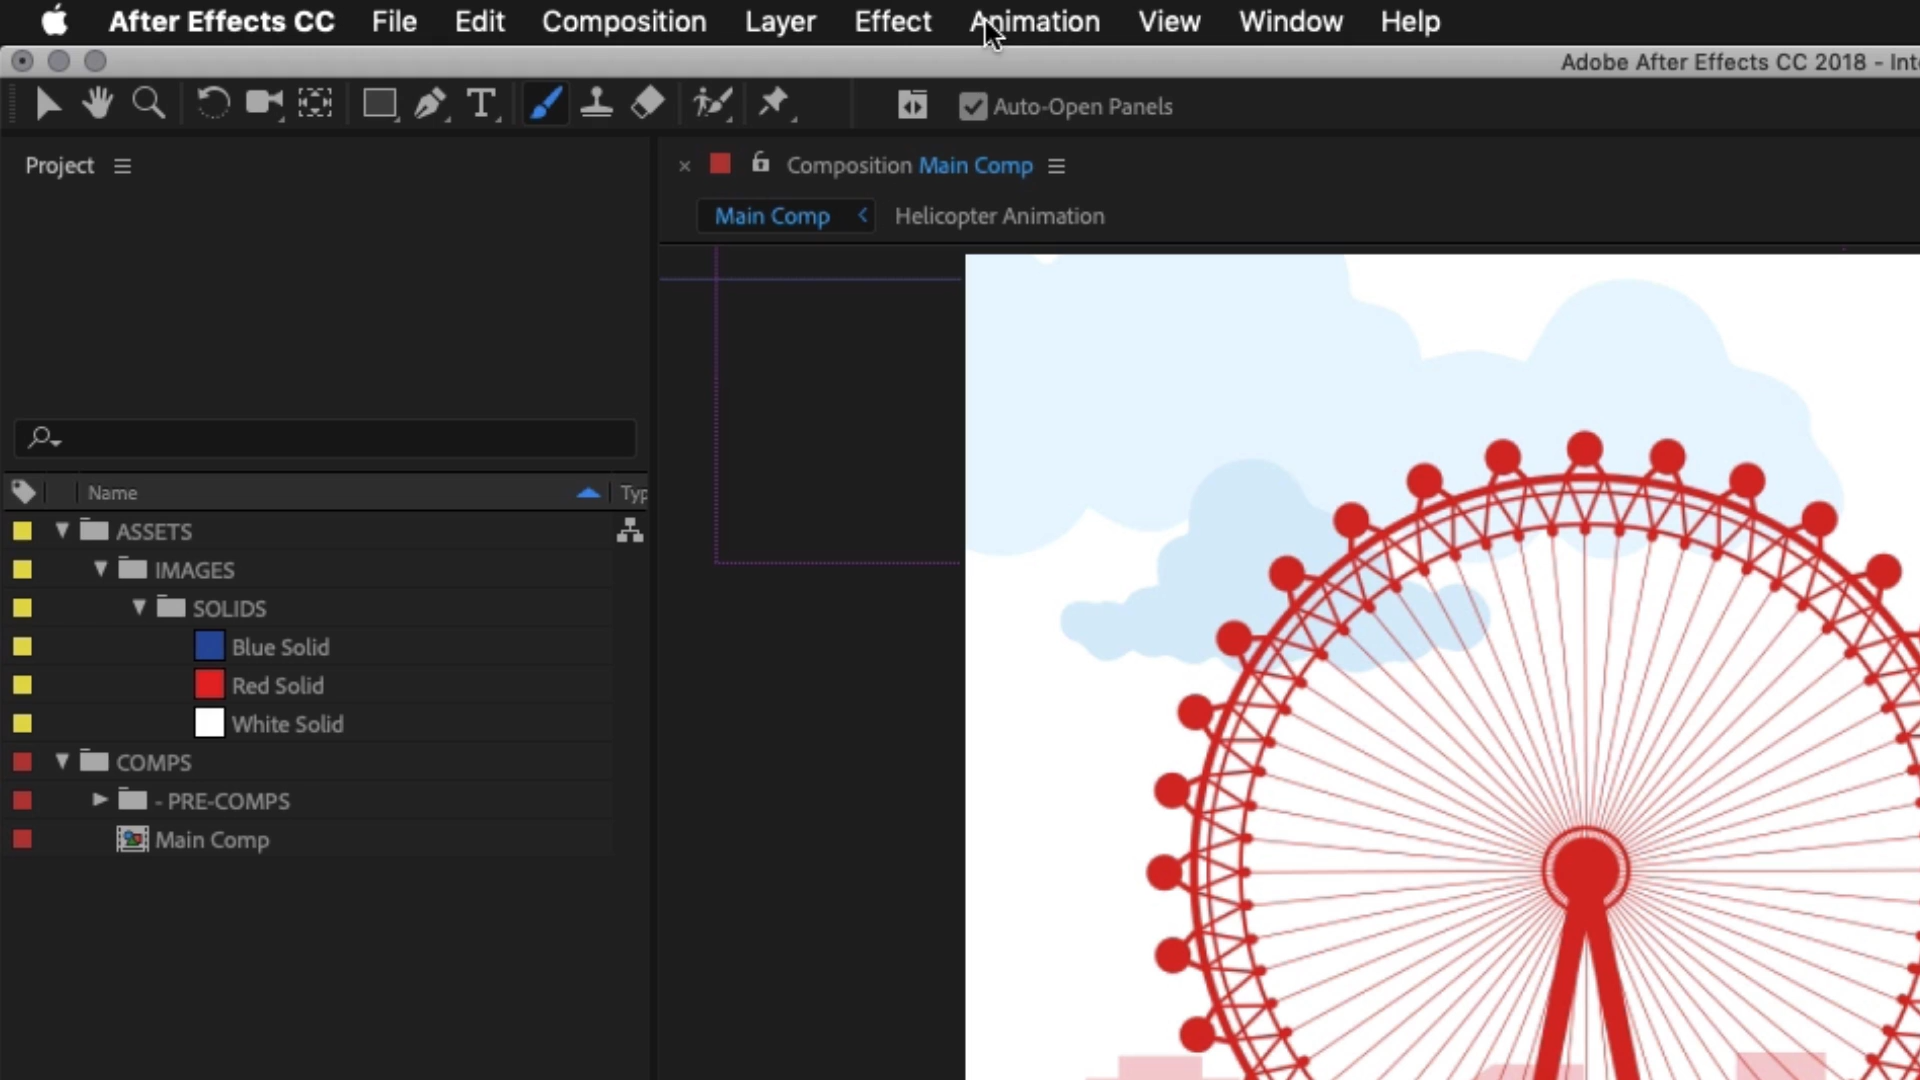 After Effects CC File Edit Composition Layer Effect Animation View Window Help
Adobe After Effects CC 2018 - Int
Auto-Open Panels
Project
Composition Main Comp
Main Comp Helicopter Animation
Name Typ
ASSETS
IMAGES
SOLIDS
Blue Solid
Red Solid
White Solid
COMPS
- PRE-COMPS
Main Comp